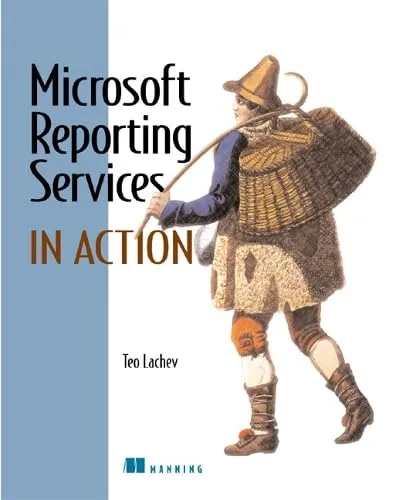 Microsoft
Reporting
Services
IN ACTION
Teo Lachev
MANNING